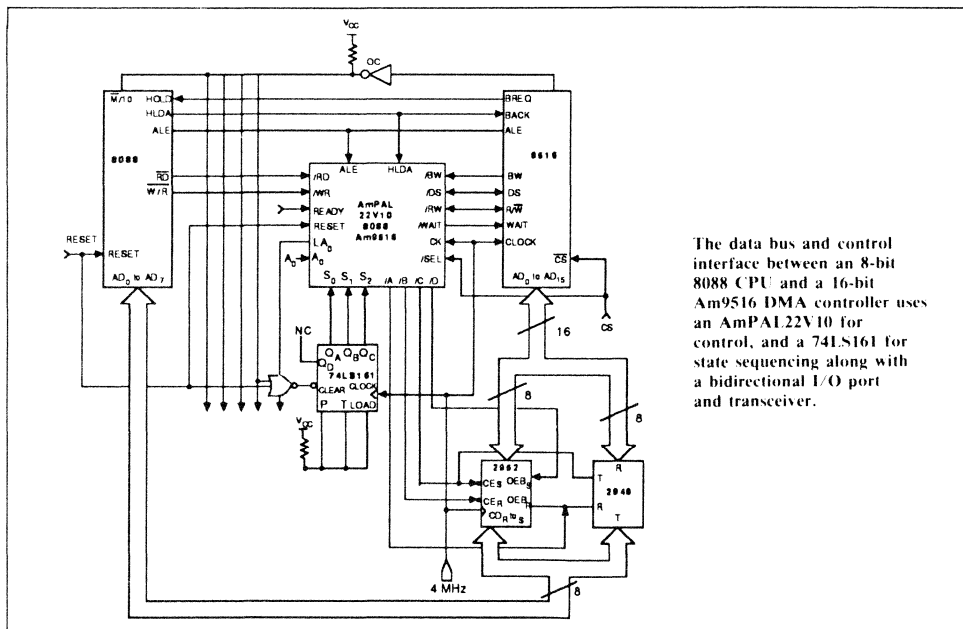 VCC
OC
M/IO HOLD
HLDA
ALE
8088
RD
W/R
RESET
RESET
AD0 to AD7
BREQ
BACK
ALE
9516
BW
DS
R/W
WAIT
CLOCK
CS
AD0 to AD15
CS
ALE HLDA
/RD
/WR
READY
RESET
LA0
A0 A0
AmPAL
22V10
8088
Am9516
/BW
/DS
/RW
/WAIT
CK
/SEL
S0 S1 S2 /A /B /C /D
NC
QA QB QC
QD
74LS161
CLEAR CLOCK
P T LOAD
VCC
16
8
8
2952
CES OEBS
CER OEBR
CDR to S
R
T
2946
R
T
4 MHz
8
The data bus and control
interface between an 8-bit
8088 CPU and a 16-bit
Am9516 DMA controller uses
an AmPAL22V10 for
control, and a 74LS161 for
state sequencing along with
a bidirectional I/O port
and transceiver.